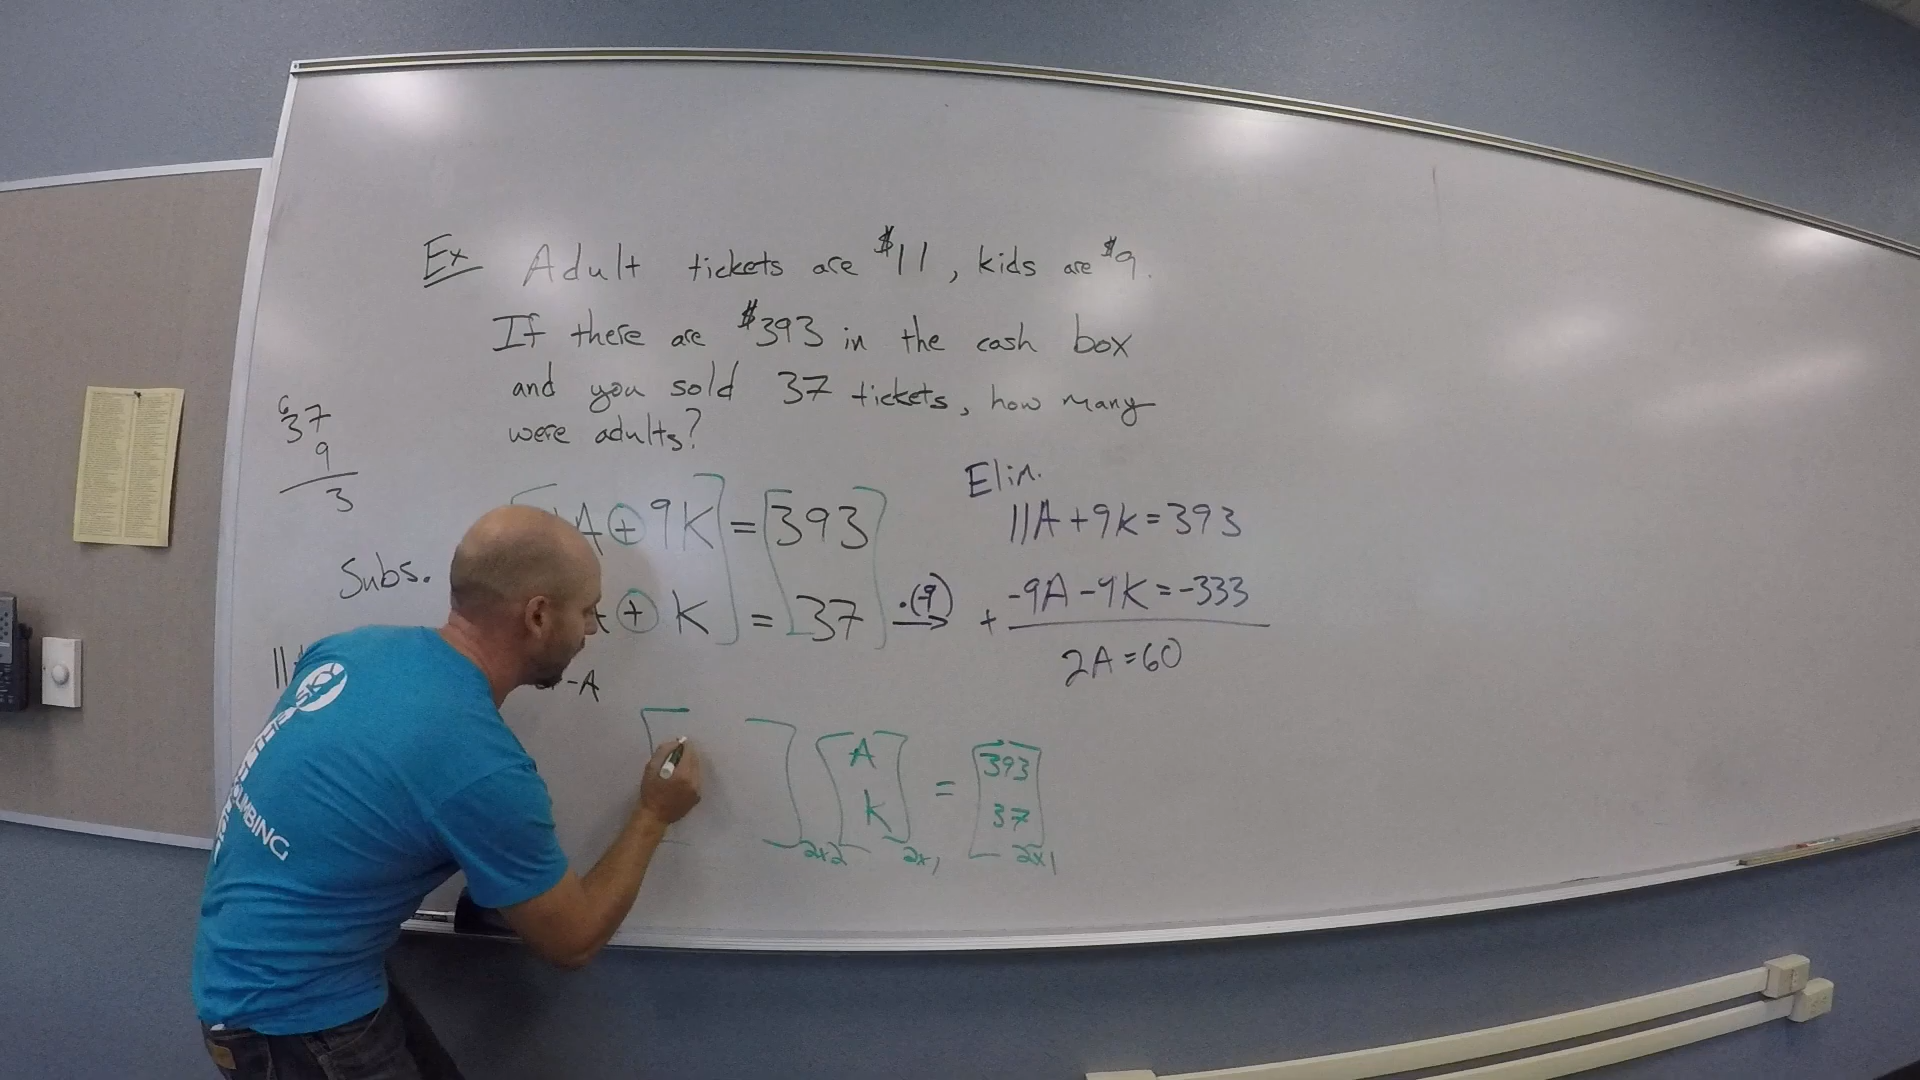 Ex Adult tickets are $11, kids are $9.
If there are $393 in the cash box
and you sold 37 tickets, how many
were adults?
6
37
9
3
Subs.
11
A + 9K = 393
+ K = 37 ·(-9)
-A
Elim.
11A + 9K = 393
+ -9A - 9K = -333
2A = 60
[ ] 2x2 [A K] 2x1 = [393 37] 2x1
CLIMBING